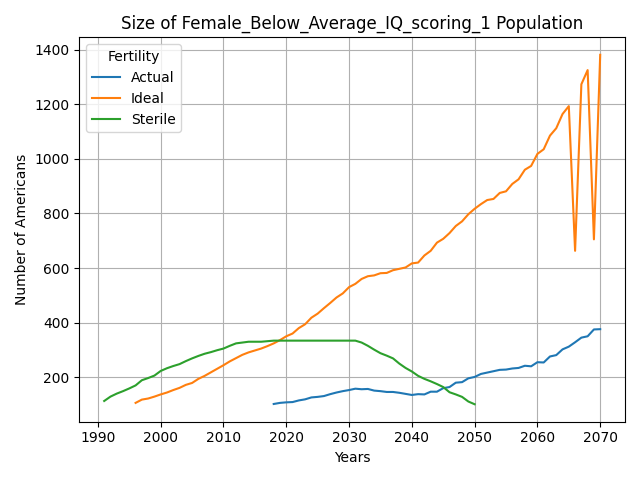 Size of Female_Below_Average_IQ_scoring_1 Population
Fertility
Actual
Ideal
Sterile
Number of Americans
1400
1200
1000
800
600
400
200
1990 2000 2010 2020 2030 2040 2050 2060 2070
Years